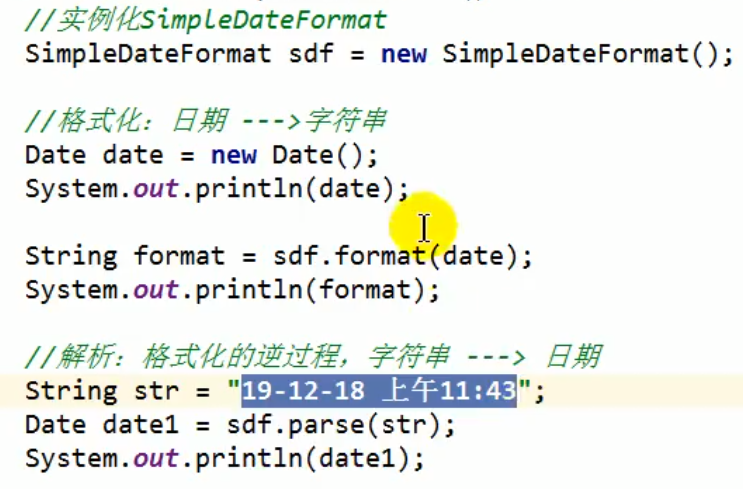 //实例化SimpleDateFormat
SimpleDateFormat sdf = new SimpleDateFormat();
//格式化：日期 --->字符串
Date date = new Date();
System.out.println(date);
String format = sdf.format(date);
System.out.println(format);
//解析：格式化的逆过程，字符串 ---> 日期
String str = "19-12-18 上午11:43";
Date date1 = sdf.parse(str);
System.out.println(date1);